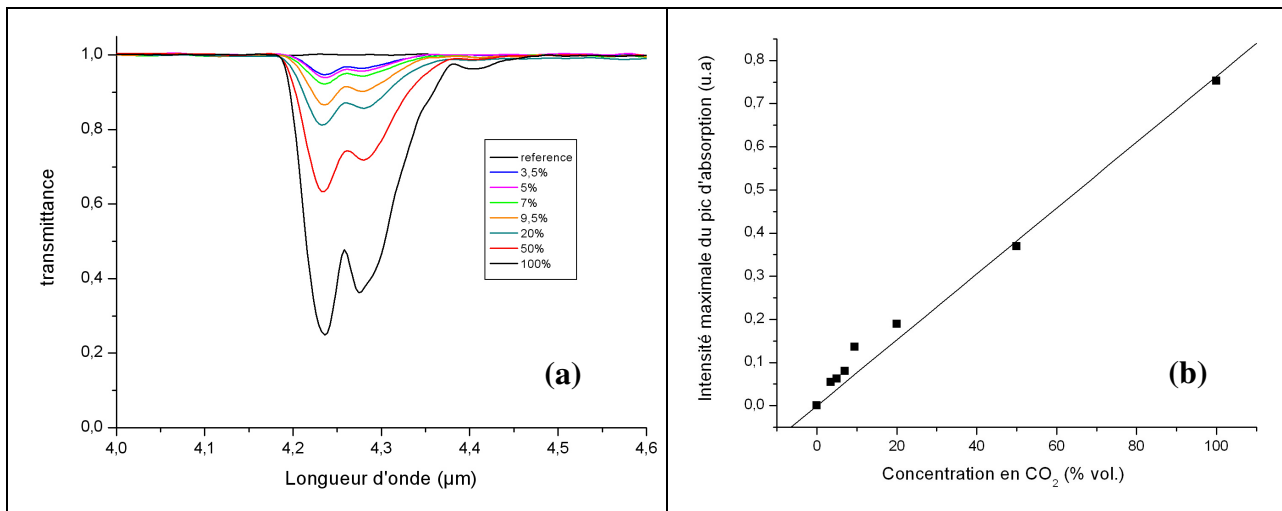 1,0
0,8
0,6
0,4
0,2
0,0
transmittance
4,0 4,1 4,2 4,3 4,4 4,5 4,6
Longueur d'onde (µm)
reference
3,5%
5%
7%
9,5%
20%
50%
100%
(a)
0,8
0,7
0,6
0,5
0,4
0,3
0,2
0,1
0,0
Intensité maximale du pic d'absorption (u.a)
0 20 40 60 80 100
Concentration en CO₂ (% vol.)
(b)